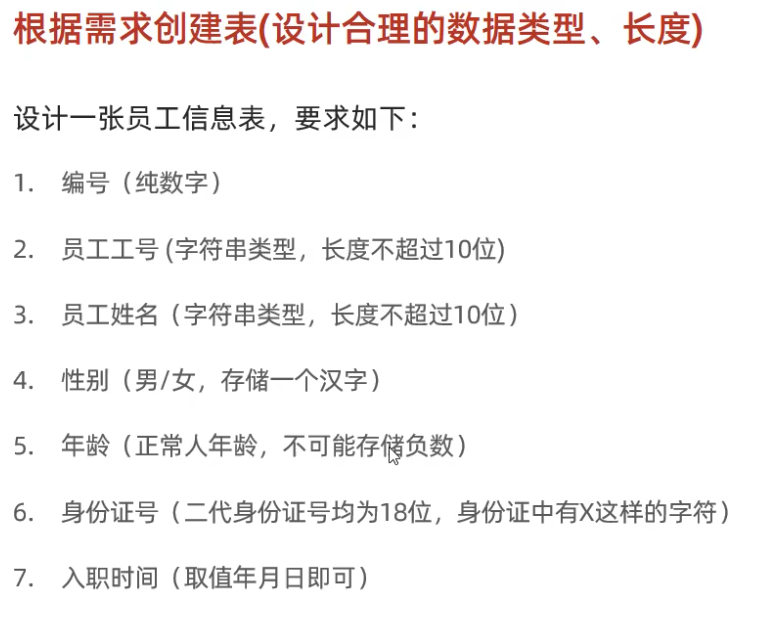 根据需求创建表(设计合理的数据类型、长度)
设计一张员工信息表，要求如下：
1. 编号（纯数字）
2. 员工工号 (字符串类型，长度不超过10位)
3. 员工姓名（字符串类型，长度不超过10位）
4. 性别（男/女，存储一个汉字）
5. 年龄（正常人年龄，不可能存储负数）
6. 身份证号（二代身份证号均为18位，身份证中有X这样的字符）
7. 入职时间（取值年月日即可）